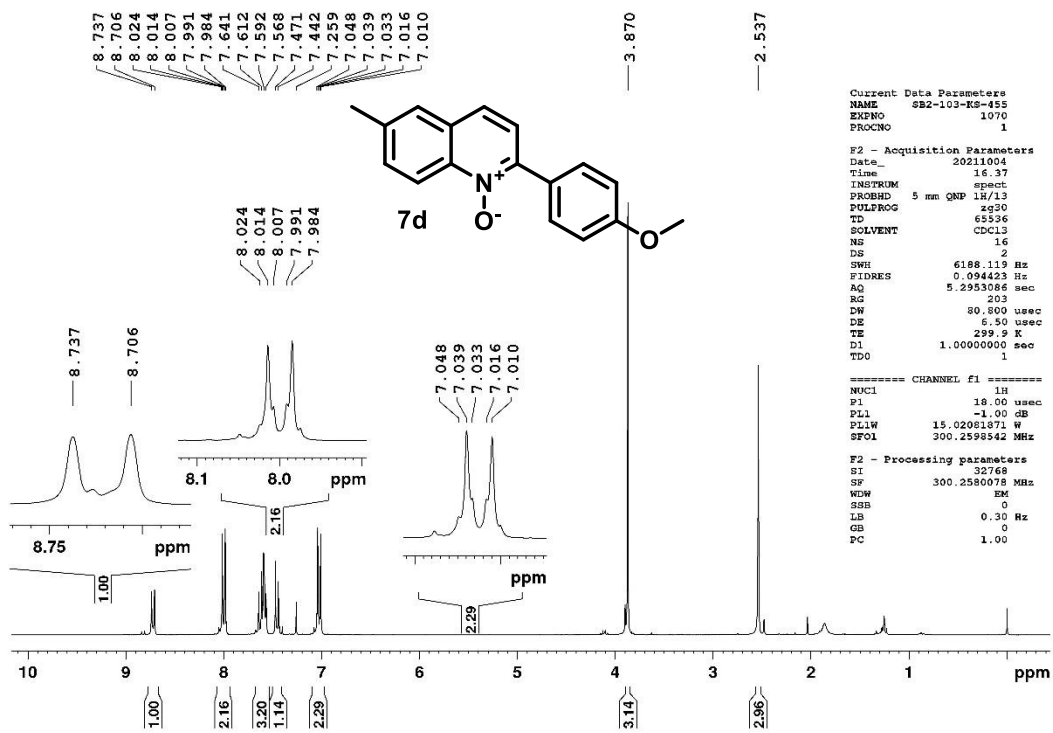 8.737
8.706
8.024
8.014
8.007
7.991
7.984
7.641
7.612
7.592
7.568
7.471
7.442
7.259
7.048
7.039
7.033
7.016
7.010
3.870
2.537
N+
O-
O
7d
8.024
8.014
8.007
7.991
7.984
8.737
8.706
7.048
7.039
7.033
7.016
7.010
8.1 8.0 ppm
8.75 ppm
ppm
1.00
2.16
2.29
10 9 8 7 6 5 4 3 2 1 ppm
1.00
2.16
3.20
1.14
2.29
3.14
2.96
Current Data Parameters
NAME SB2-103-KS-455
EXPNO 1070
PROCNO 1
F2 - Acquisition Parameters
Date_ 20211004
Time 16.37
INSTRUM spect
PROBHD 5 mm QNP 1H/13
PULPROG zg30
TD 65536
SOLVENT CDCl3
NS 16
DS 2
SWH 6188.119 Hz
FIDRES 0.094423 Hz
AQ 5.2953086 sec
RG 203
DW 80.800 usec
DE 6.50 usec
TE 299.9 K
D1 1.00000000 sec
TD0 1
======== CHANNEL f1 ========
NUC1 1H
P1 18.00 usec
PL1 -1.00 dB
PL1W 15.02081871 W
SFO1 300.2598542 MHz
F2 - Processing parameters
SI 32768
SF 300.2580078 MHz
WDW EM
SSB 0
LB 0.30 Hz
GB 0
PC 1.00